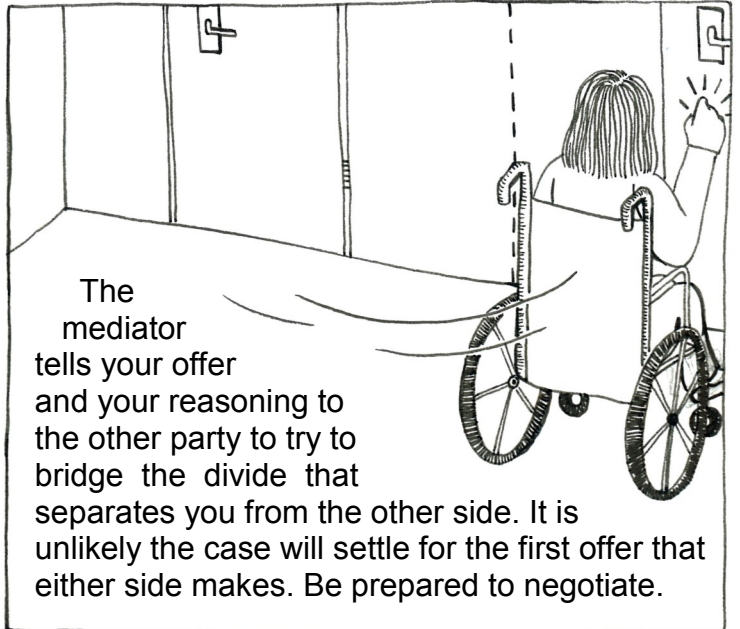 The
mediator
tells your offer
and your reasoning to
the other party to try to
bridge the divide that
separates you from the other side. It is
unlikely the case will settle for the first offer that
either side makes. Be prepared to negotiate.